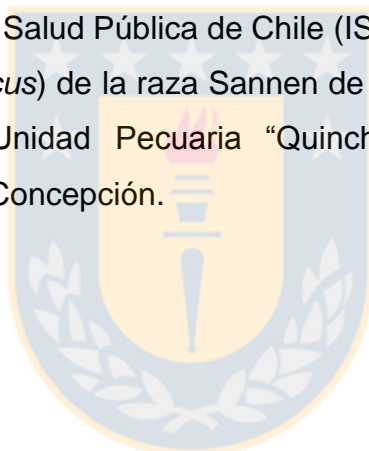 Salud Pública de Chile (IS
cus) de la raza Sannen de
Unidad Pecuaria “Quinch
Concepción.